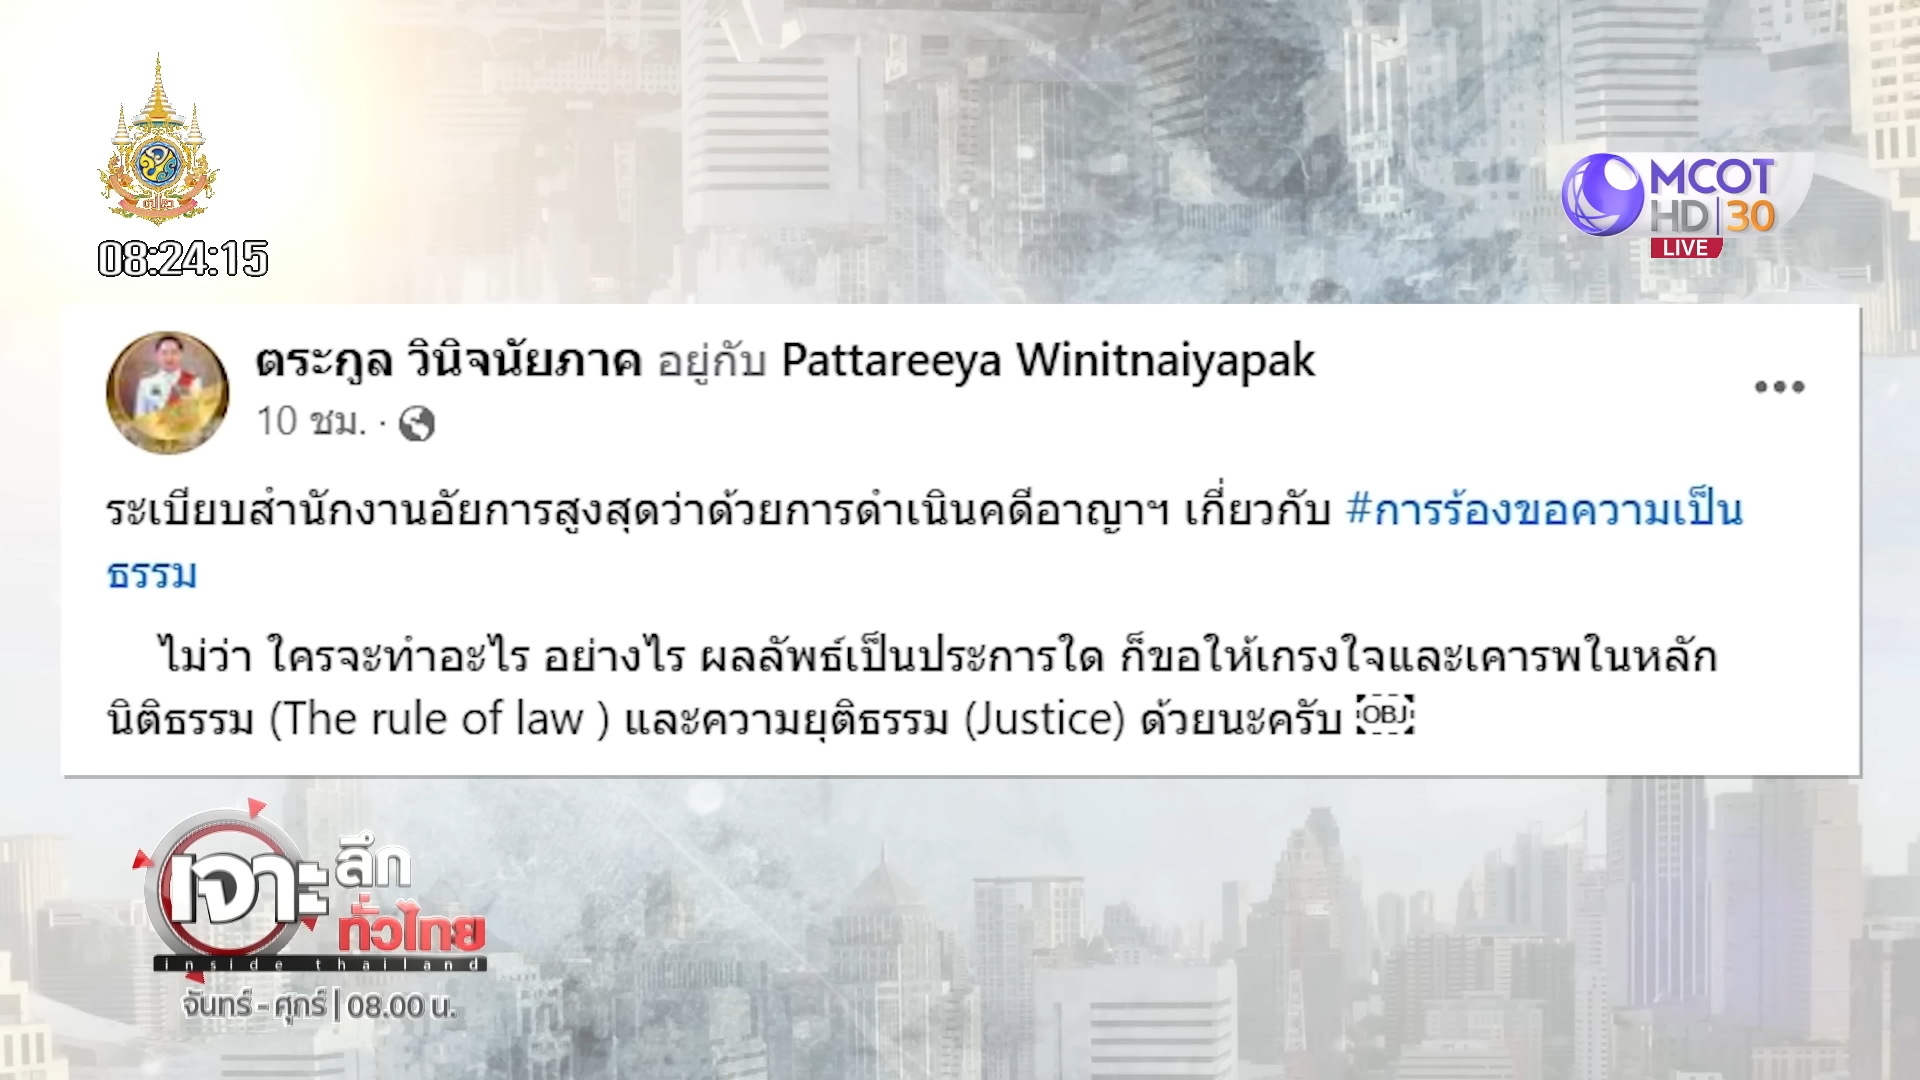 ๗๒
08:24:15
MCOT
HD 30
LIVE
ตระกูล วินิจนัยภาค อยู่กับ Pattareeya Winitnaiyapak
10 ชม. ·
ระเบียบสำนักงานอัยการสูงสุดว่าด้วยการดำเนินคดีอาญาฯ เกี่ยวกับ #การร้องขอความเป็น
ธรรม
ไม่ว่า ใครจะทำอะไร อย่างไร ผลลัพธ์เป็นประการใด ก็ขอให้เกรงใจและเคารพในหลัก
นิติธรรม (The rule of law ) และความยุติธรรม (Justice) ด้วยนะครับ OBJ
เจาะลึก
ทั่วไทย
inside thailand
จันทร์ - ศุกร์ | 08.00 น.